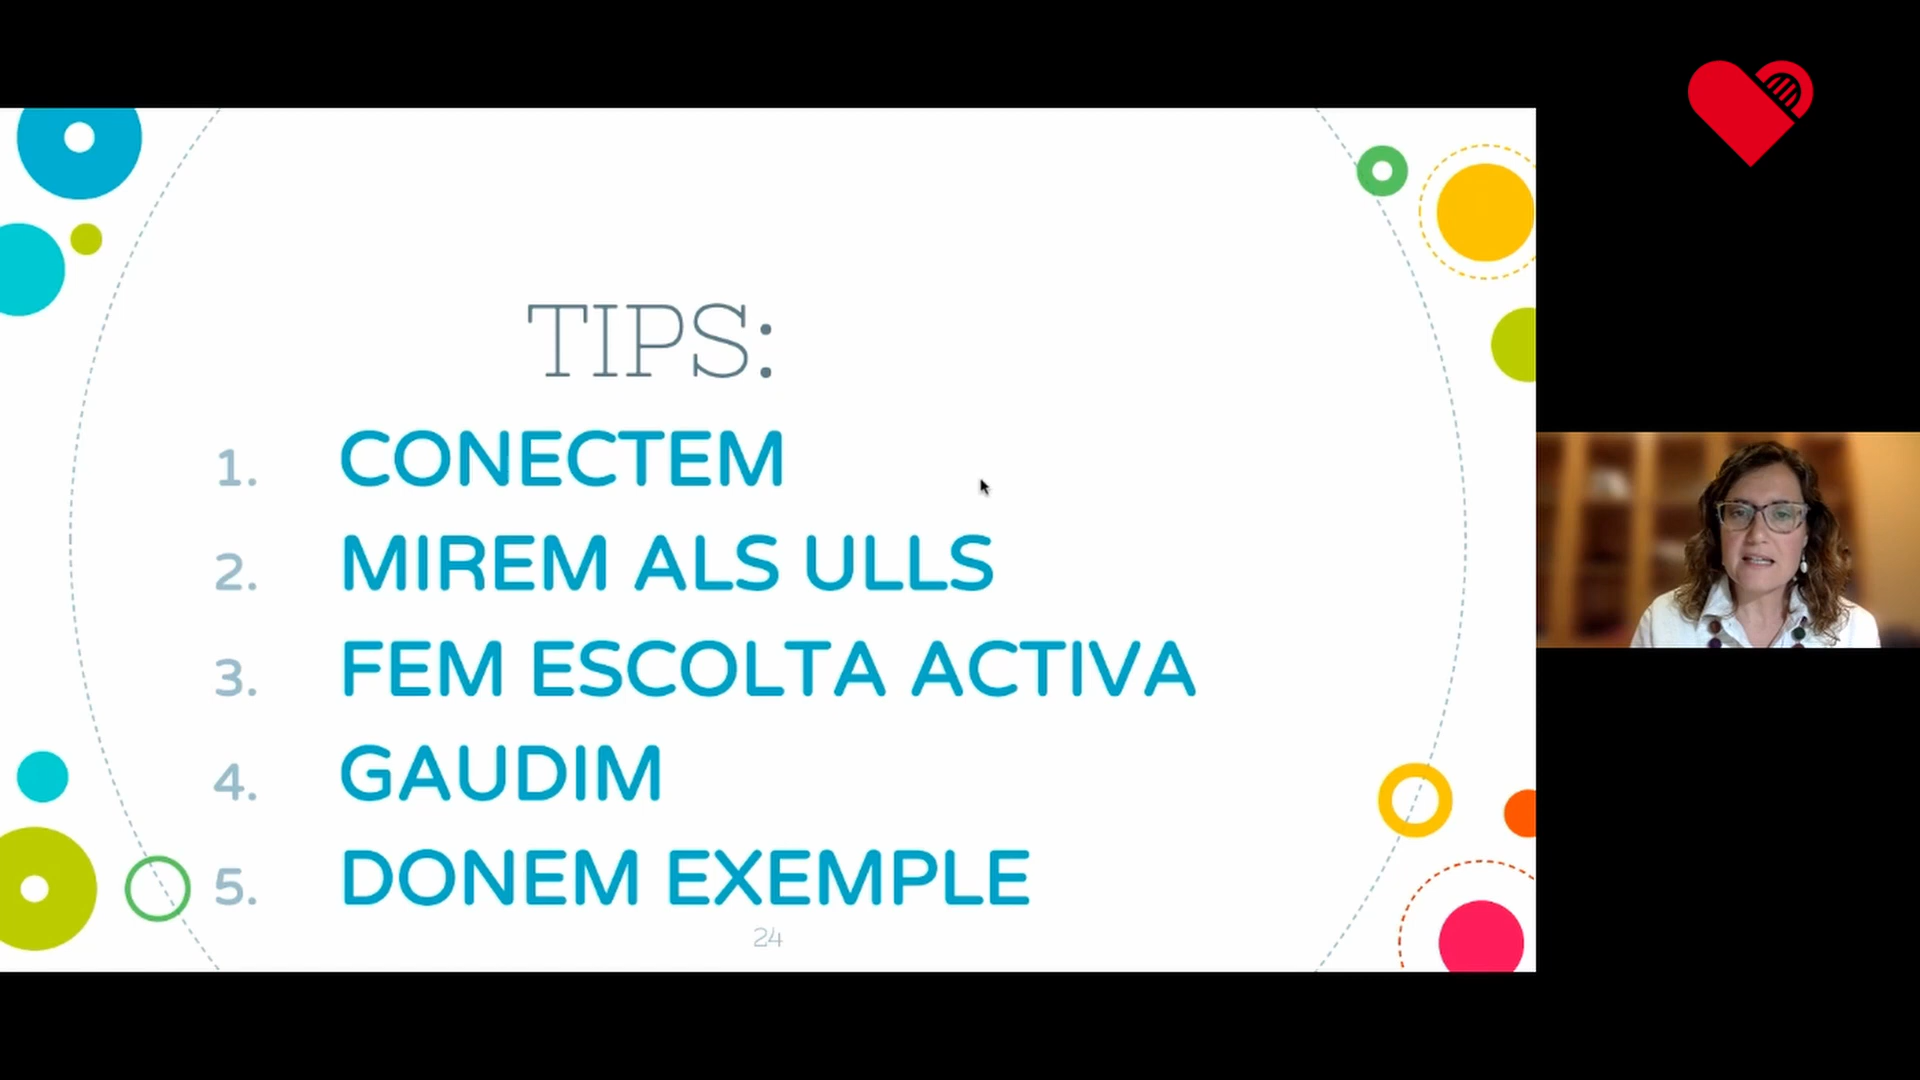 TIPS:
1. CONECTEM
2. MIREM ALS ULLS
3. FEM ESCOLTA ACTIVA
4. GAUDIM
5. DONEM EXEMPLE
24